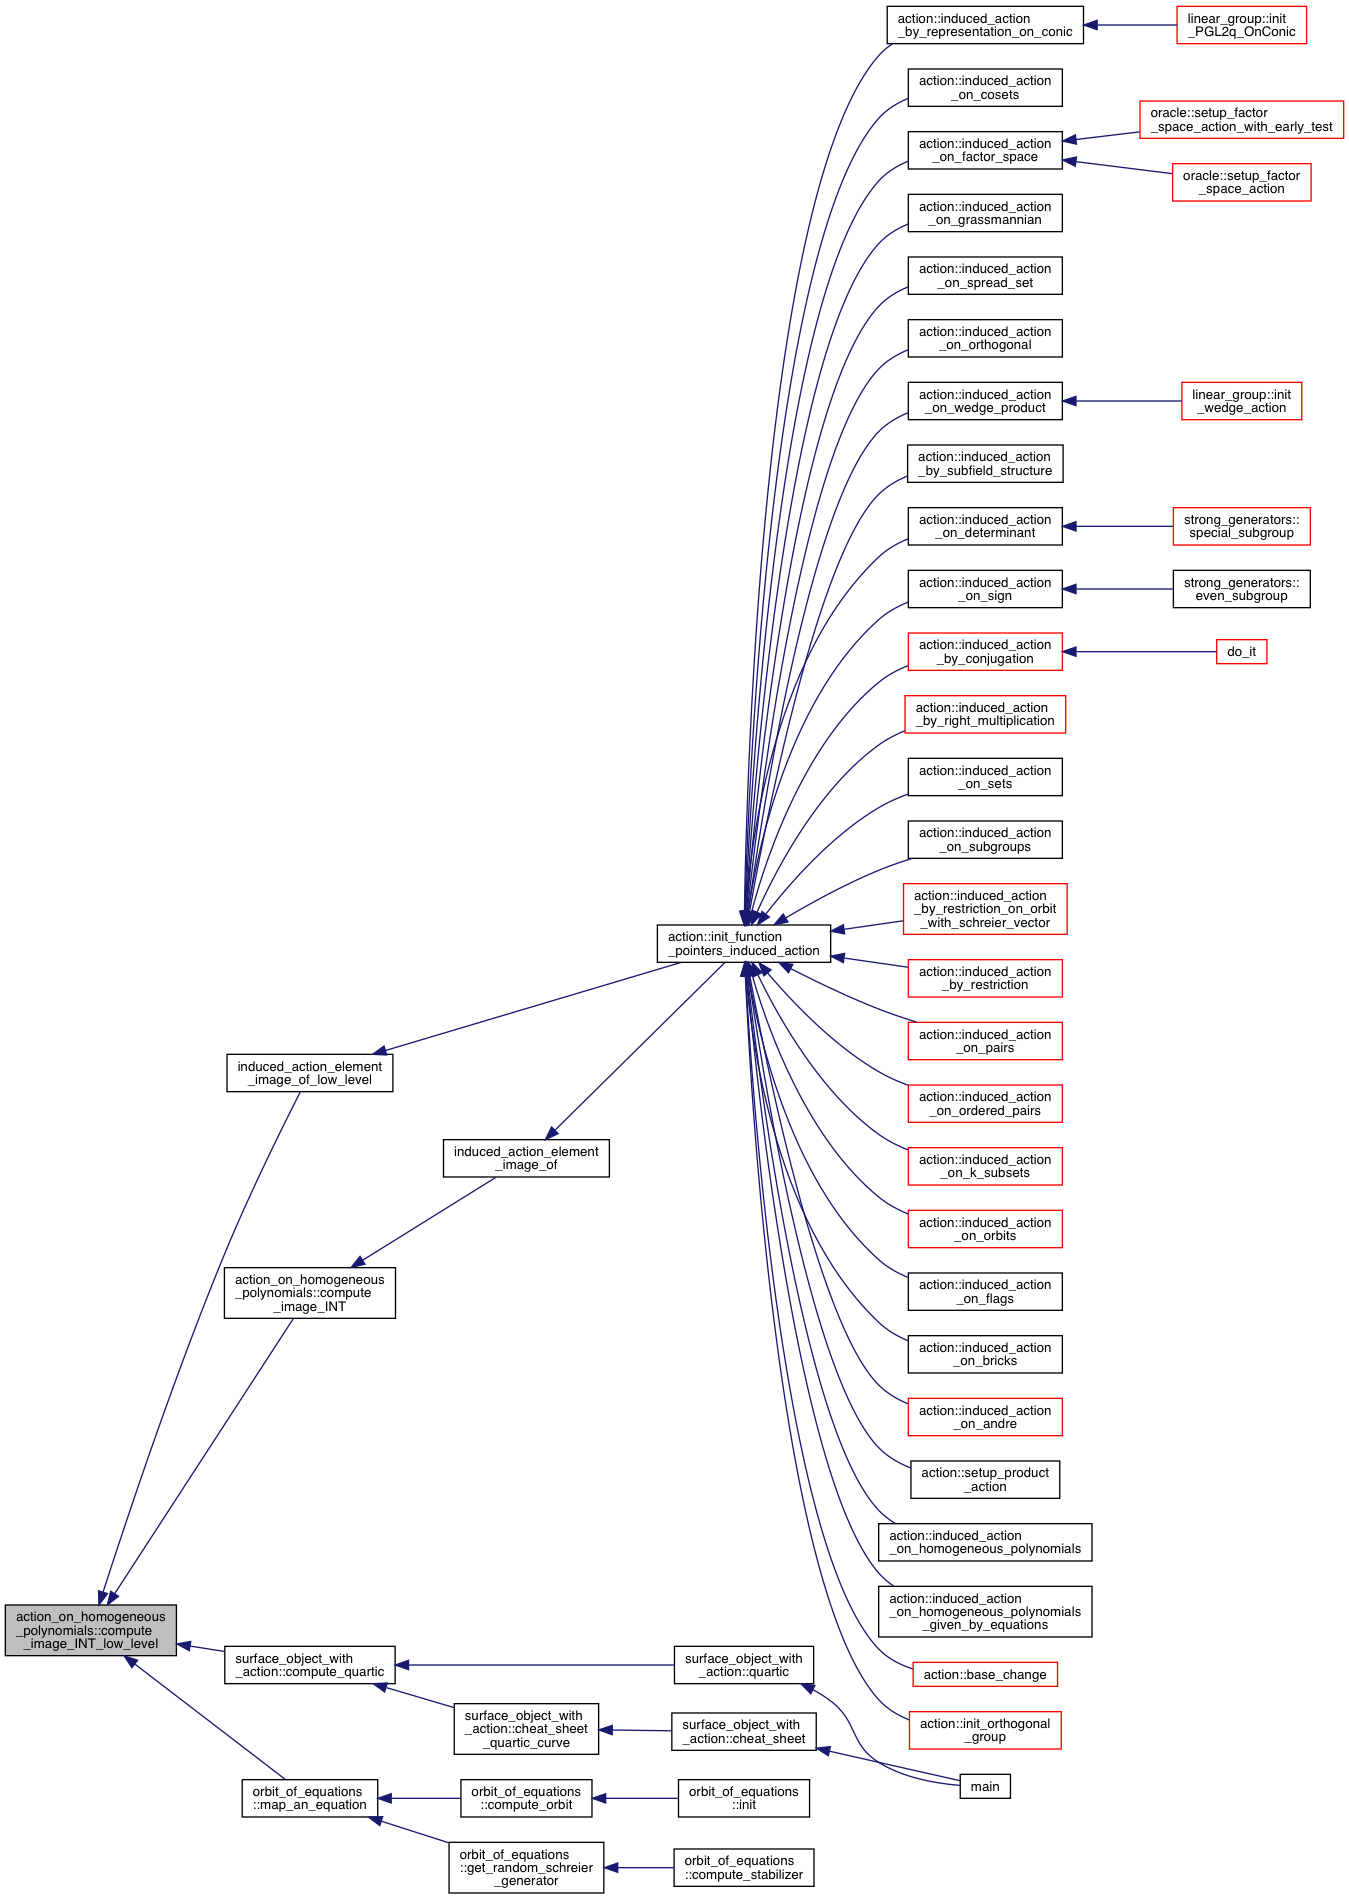 action::induced_action
_by_representation_on_conic
linear_group::init
_PGL2q_OnConic
action::induced_action
_on_cosets
oracle::setup_factor
_space_action_with_early_test
action::induced_action
_on_factor_space
oracle::setup_factor
_space_action
action::induced_action
_on_grassmannian
action::induced_action
_on_spread_set
action::induced_action
_on_orthogonal
action::induced_action
_on_wedge_product
linear_group::init
_wedge_action
action::induced_action
_by_subfield_structure
action::induced_action
_on_determinant
strong_generators::
special_subgroup
action::induced_action
_on_sign
strong_generators::
even_subgroup
action::induced_action
_by_conjugation
do_it
action::induced_action
_by_right_multiplication
action::induced_action
_on_sets
action::induced_action
_on_subgroups
action::induced_action
_by_restriction_on_orbit
_with_schreier_vector
action::init_function
_pointers_induced_action
action::induced_action
_by_restriction
action::induced_action
_on_pairs
induced_action_element
_image_of_low_level
action::induced_action
_on_ordered_pairs
induced_action_element
_image_of
action::induced_action
_on_k_subsets
action::induced_action
_on_orbits
action_on_homogeneous
_polynomials::compute
_image_INT
action::induced_action
_on_flags
action::induced_action
_on_bricks
action::induced_action
_on_andre
action::setup_product
_action
action::induced_action
_on_homogeneous_polynomials
action::induced_action
_on_homogeneous_polynomials
_given_by_equations
action_on_homogeneous
_polynomials::compute
_image_INT_low_level
surface_object_with
_action::compute_quartic
surface_object_with
_action::quartic
action::base_change
surface_object_with
_action::cheat_sheet
_quartic_curve
surface_object_with
_action::cheat_sheet
action::init_orthogonal
_group
main
orbit_of_equations
::map_an_equation
orbit_of_equations
::compute_orbit
orbit_of_equations
::init
orbit_of_equations
::get_random_schreier
_generator
orbit_of_equations
::compute_stabilizer